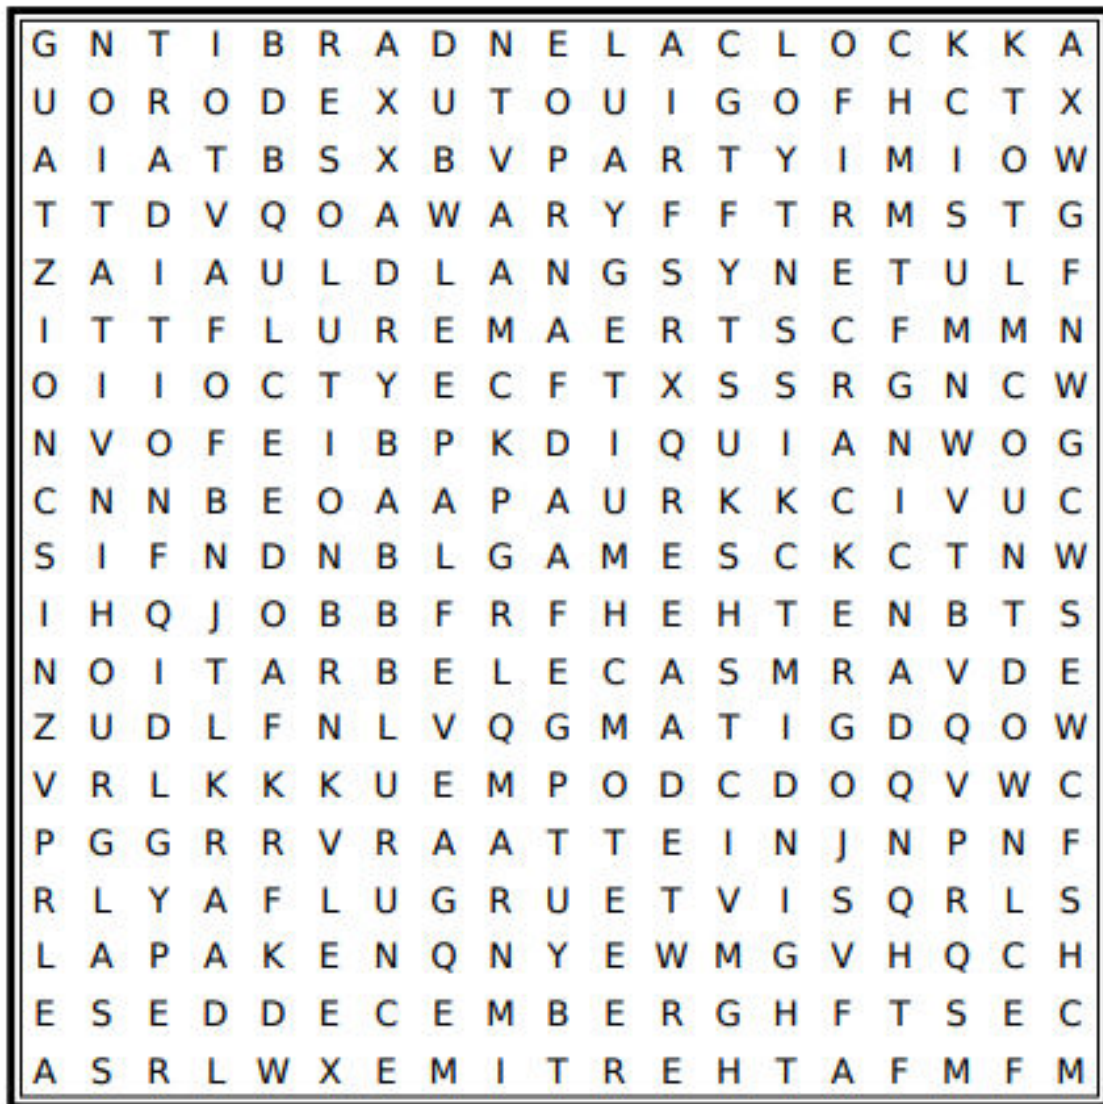 G N T I B R A D N E L A C L O C K K A
U O R O D E X U T O U I G O F H C T X
A I A T B S X B V P A R T Y I M I O W
T T D V Q O A W A R Y F F T R M S T G
Z A I A U L D L A N G S Y N E T U L F
I T T F L U R E M A E R T S C F M M N
O I I O C T Y E C F T X S S R G N C W
N V O F E I B P K D I Q U I A N W O G
C N N B E O A A P A U R K K C I V U C
S I F N D N B L G A M E S C K C T N W
I H Q J O B B F R F H E H T E N B T S
N O I T A R B E L E C A S M R A V D E
Z U D L F N L V Q G M A T I G D Q O W
V R L K K K U E M P O D C D O Q V W C
P G G R R V R A A T T E I N J N P N F
R L Y A F L U G R U E T V I S Q R L S
L A P A K E N Q N Y E W M G V H Q C H
E S E D D E C E M B E R G H F T S E C
A S R L W X E M I T R E H T A F M F M